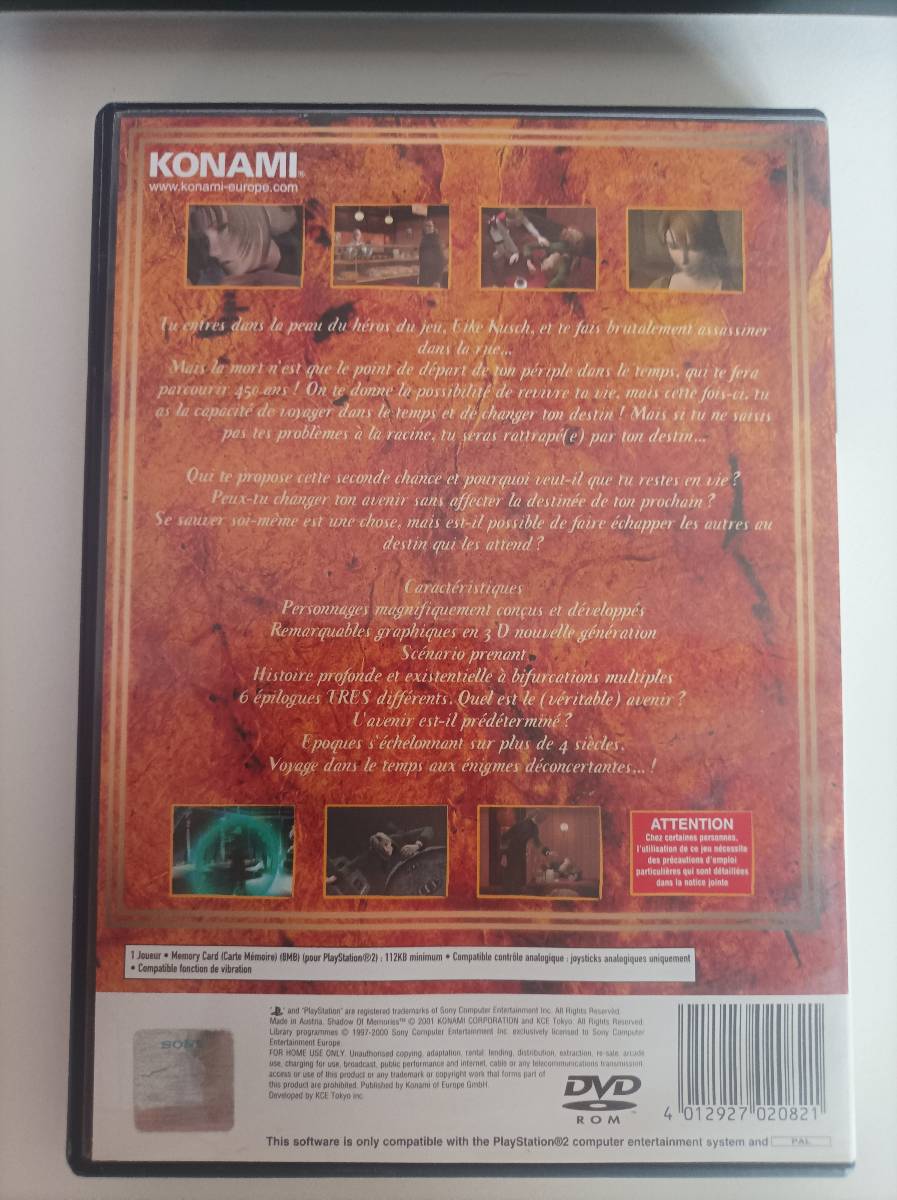 KONAMI®
www.konami-europe.com
Tu entres dans la peau du héros du jeu, Eike Kusch, et te fais brutalement assassiner
dans la rue...
Mais la mort n'est que le point de départ de ton périple dans le temps, qui te fera
parcourir 450 ans ! On te donne la possibilité de revivre ta vie, mais cette fois-ci, tu
as la capacité de voyager dans le temps et de changer ton destin ! Mais si tu ne saisis
pas tes problèmes à la racine, tu seras rattrapé(e) par ton destin...
Qui te propose cette seconde chance et pourquoi veut-il que tu restes en vie ?
Peux-tu changer ton avenir sans affecter la destinée de ton prochain ?
Se sauver soi-même est une chose, mais est-il possible de faire échapper les autres au
destin qui les attend ?
Caractéristiques
Personnages magnifiquement conçus et développés
Remarquables graphiques en 3D nouvelle génération
Scénario prenant
Histoire profonde et existentielle à bifurcations multiples
6 épilogues TRES différents. Quel est le (véritable) avenir ?
L'avenir est-il prédéterminé ?
Epoques s'échelonnant sur plus de 4 siècles.
Voyage dans le temps aux énigmes déconcertantes... !
ATTENTION
Chez certaines personnes,
l'utilisation de ce jeu nécessite
des précautions d'emploi
particulières qui sont détaillées
dans la notice jointe
1 Joueur • Memory Card (Carte Mémoire) (8MB) (pour PlayStation®2) : 112KB minimum • Compatible contrôle analogique : joysticks analogiques uniquement
• Compatible fonction de vibration
and "PlayStation" are registered trademarks of Sony Computer Entertainment Inc. All Rights Reserved.
Made in Austria. Shadow Of Memories™ © 2001 KONAMI CORPORATION and KCE Tokyo. All Rights Reserved.
Library programmes © 1997-2000 Sony Computer Entertainment Inc. exclusively licensed to Sony Computer
Entertainment Europe.
FOR HOME USE ONLY. Unauthorised copying, adaptation, rental, lending, distribution, extraction, re-sale, arcade
use, charging for use, broadcast, public performance and internet, cable or any telecommunications transmission
access or use of this product or any trademark or copyright work that forms part of
this product are prohibited. Published by Konami of Europe GmbH.
Developed by KCE Tokyo inc.
SONY
DVD
ROM
4 012927 020821
This software is only compatible with the PlayStation®2 computer entertainment system and PAL